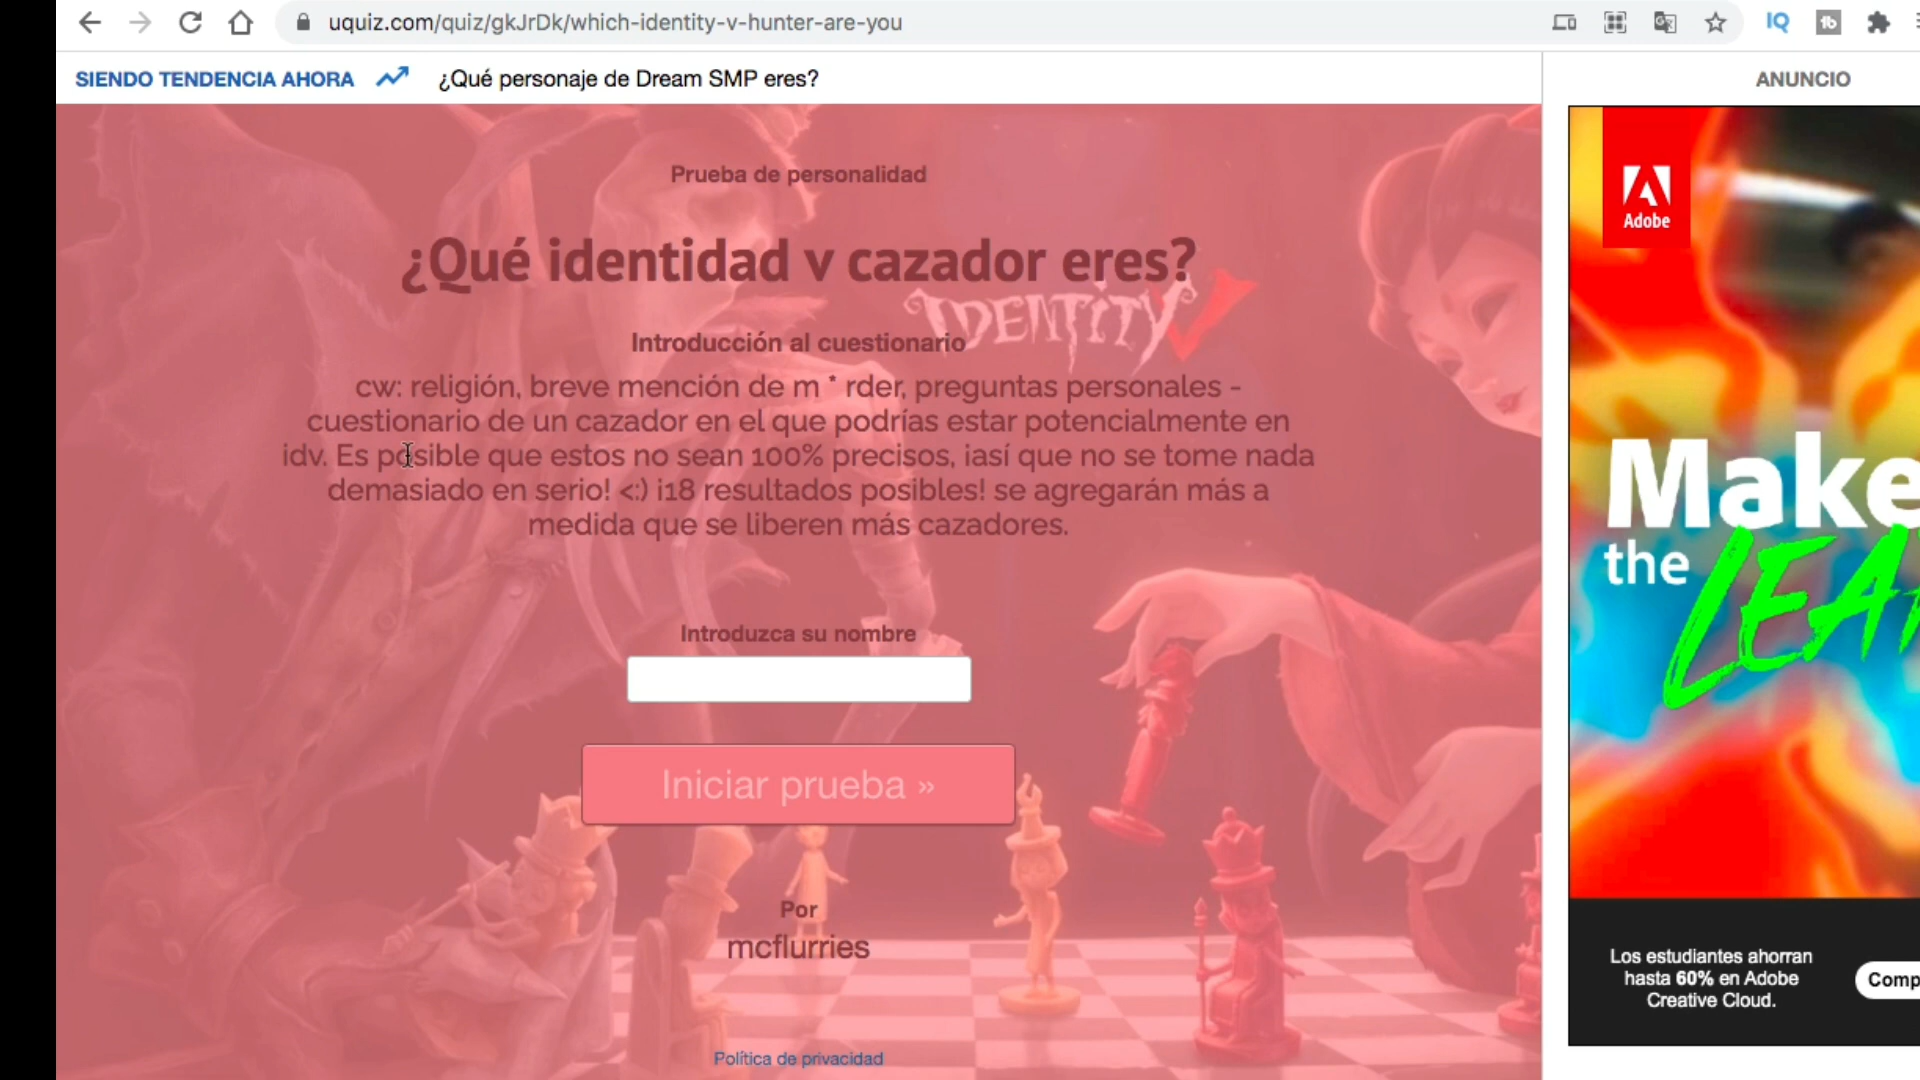 uquiz.com/quiz/gkJrDk/which-identity-v-hunter-are-you
IQ
SIENDO TENDENCIA AHORA
¿Qué personaje de Dream SMP eres?
ANUNCIO
Prueba de personalidad
¿Qué identidad v cazador eres?
IDENTITY V
Introducción al cuestionario
cw: religión, breve mención de m * rder, preguntas personales -
cuestionario de un cazador en el que podrías estar potencialmente en
idv. Es posible que estos no sean 100% precisos, ¡así que no se tome nada
demasiado en serio! <:) ¡18 resultados posibles! se agregarán más a
medida que se liberen más cazadores.
Introduzca su nombre
Iniciar prueba »
Por
mcflurries
Política de privacidad
Adobe
Make
the
LEA
Los estudiantes ahorran
hasta 60% en Adobe
Creative Cloud.
Comp